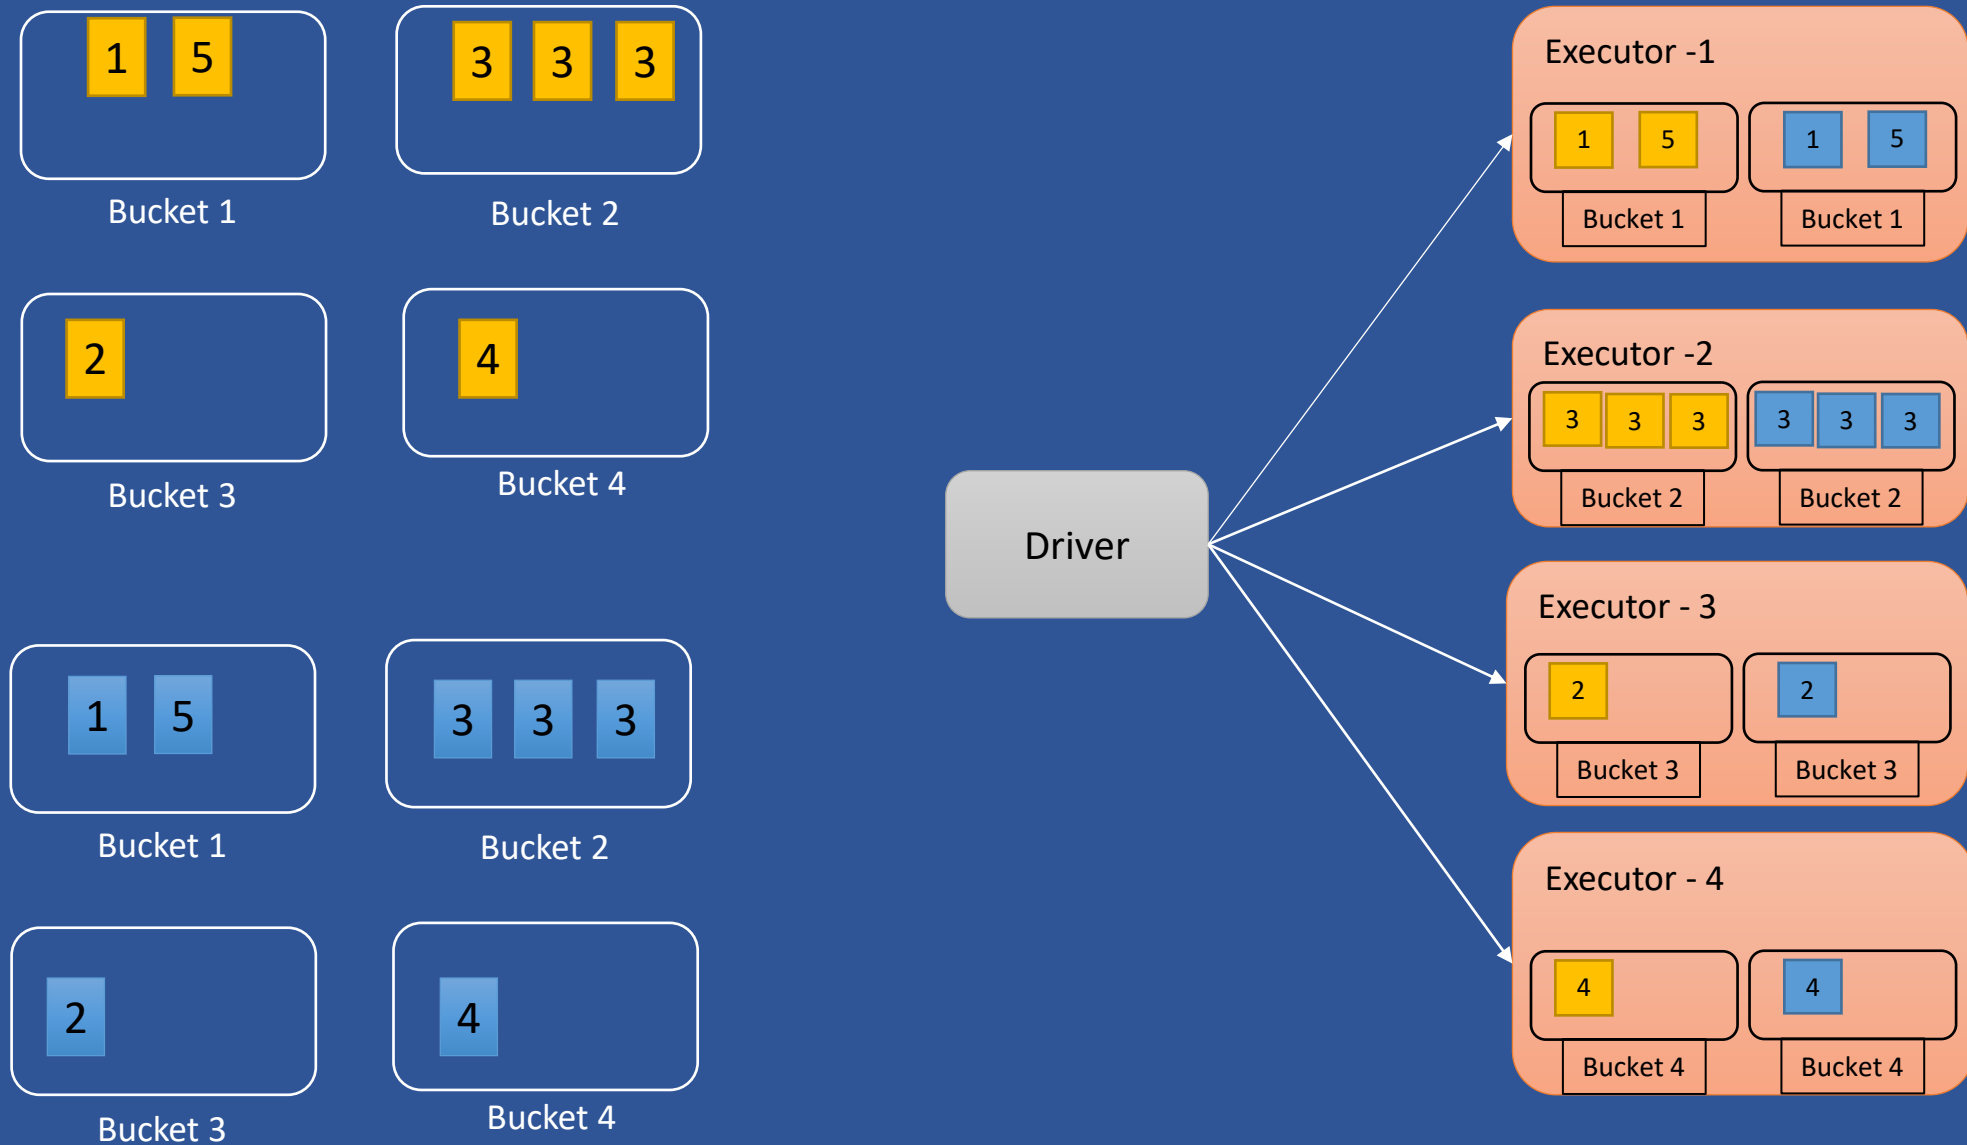 1 5
Bucket 1
3 3 3
Bucket 2
2
Bucket 3
4
Bucket 4
1 5
Bucket 1
3 3 3
Bucket 2
2
Bucket 3
4
Bucket 4
Driver
Executor -1
1 5
Bucket 1
1 5
Bucket 1
Executor -2
3 3 3
Bucket 2
3 3 3
Bucket 2
Executor - 3
2
Bucket 3
2
Bucket 3
Executor - 4
4
Bucket 4
4
Bucket 4